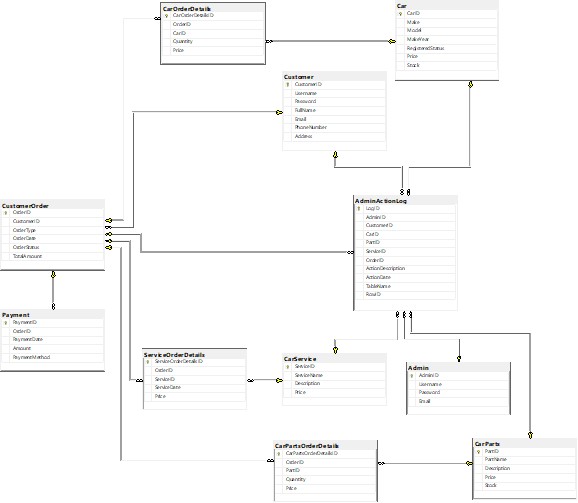 CarOrderDetails
CarOrderDetailsID
OrderID
CarID
Quantity
Price
Car
CarID
Make
Model
MakeYear
RegisteredStatus
Price
Stock
Customer
CustomerID
Username
Password
FullName
Email
PhoneNumber
Address
CustomerOrder
OrderID
CustomerID
OrderType
OrderDate
OrderStatus
TotalAmount
AdminActionLog
LogID
AdminID
CustomerID
CarID
PartID
ServiceID
OrderID
ActionDescription
ActionDate
TableName
RowID
Payment
PaymentID
OrderID
PaymentDate
Amount
PaymentMethod
ServiceOrderDetails
ServiceOrderDetailsID
OrderID
ServiceID
ServiceDate
Price
CarService
ServiceID
ServiceName
Description
Price
Admin
AdminID
Username
Password
Email
CarPartsOrderDetails
CarPartsOrderDetailsID
OrderID
PartID
Quantity
Price
CarParts
PartID
PartName
Description
Price
Stock